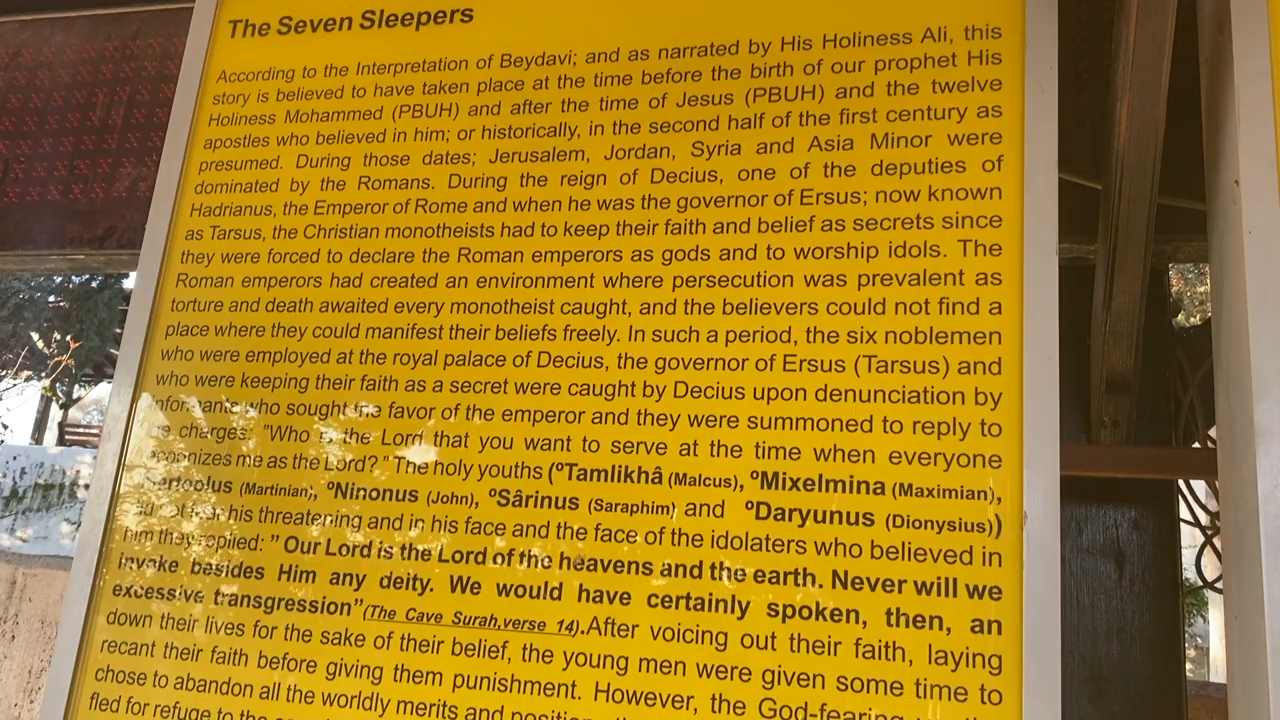 The Seven Sleepers
According to the Interpretation of Beydavi; and as narrated by His Holiness Ali, this
story is believed to have taken place at the time before the birth of our prophet His
Holiness Mohammed (PBUH) and after the time of Jesus (PBUH) and the twelve
apostles who believed in him; or historically, in the second half of the first century as
presumed. During those dates; Jerusalem, Jordan, Syria and Asia Minor were
dominated by the Romans. During the reign of Decius, one of the deputies of
Hadrianus, the Emperor of Rome and when he was the governor of Ersus; now known
as Tarsus, the Christian monotheists had to keep their faith and belief as secrets since
they were forced to declare the Roman emperors as gods and to worship idols. The
Roman emperors had created an environment where persecution was prevalent as
torture and death awaited every monotheist caught, and the believers could not find a
place where they could manifest their beliefs freely. In such a period, the six noblemen
who were employed at the royal palace of Decius, the governor of Ersus (Tarsus) and
who were keeping their faith as a secret were caught by Decius upon denunciation by
informants who sought the favor of the emperor and they were summoned to reply to
charges: "Who is the Lord that you want to serve at the time when everyone
recognizes me as the Lord?" The holy youths (ºTamlikhâ (Malcus), ºMixelmina (Maximian),
(Martinian), ºNinonus (John), ºSârinus (Saraphim) and ºDaryunus (Dionysius))
his threatening and in his face and the face of the idolaters who believed in
him they replied: " Our Lord is the Lord of the heavens and the earth. Never will we
invoke besides Him any deity. We would have certainly spoken, then, an
excessive transgression"(The Cave Surah,verse 14).After voicing out their faith, laying
down their lives for the sake of their belief, the young men were given some time to
recant their faith before giving them punishment. However, the God-fearing
chose to abandon all the worldly merits and
fled for refuge to the